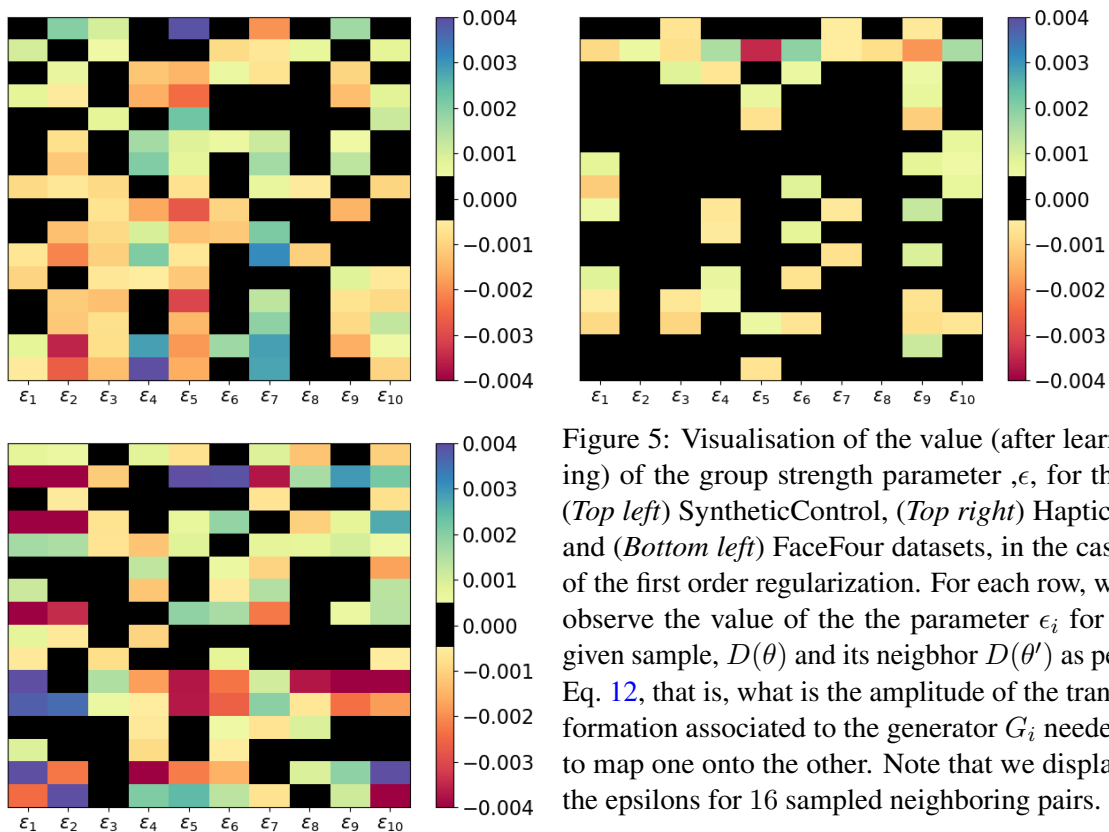 0.004
0.003
0.002
0.001
0.000
−0.001
−0.002
−0.003
−0.004
ε₁ ε₂ ε₃ ε₄ ε₅ ε₆ ε₇ ε₈ ε₉ ε₁₀
0.004
0.003
0.002
0.001
0.000
−0.001
−0.002
−0.003
−0.004
ε₁ ε₂ ε₃ ε₄ ε₅ ε₆ ε₇ ε₈ ε₉ ε₁₀
0.004
0.003
0.002
0.001
0.000
−0.001
−0.002
−0.003
−0.004
ε₁ ε₂ ε₃ ε₄ ε₅ ε₆ ε₇ ε₈ ε₉ ε₁₀
Figure 5: Visualisation of the value (after learn
ing) of the group strength parameter ,ϵ, for th
(Top left) SyntheticControl, (Top right) Haptic
and (Bottom left) FaceFour datasets, in the cas
of the first order regularization. For each row, w
observe the value of the the parameter ϵᵢ for
given sample, D(θ) and its neigbhor D(θ′) as pe
Eq. 12, that is, what is the amplitude of the tran
formation associated to the generator Gᵢ neede
to map one onto the other. Note that we displa
the epsilons for 16 sampled neighboring pairs.